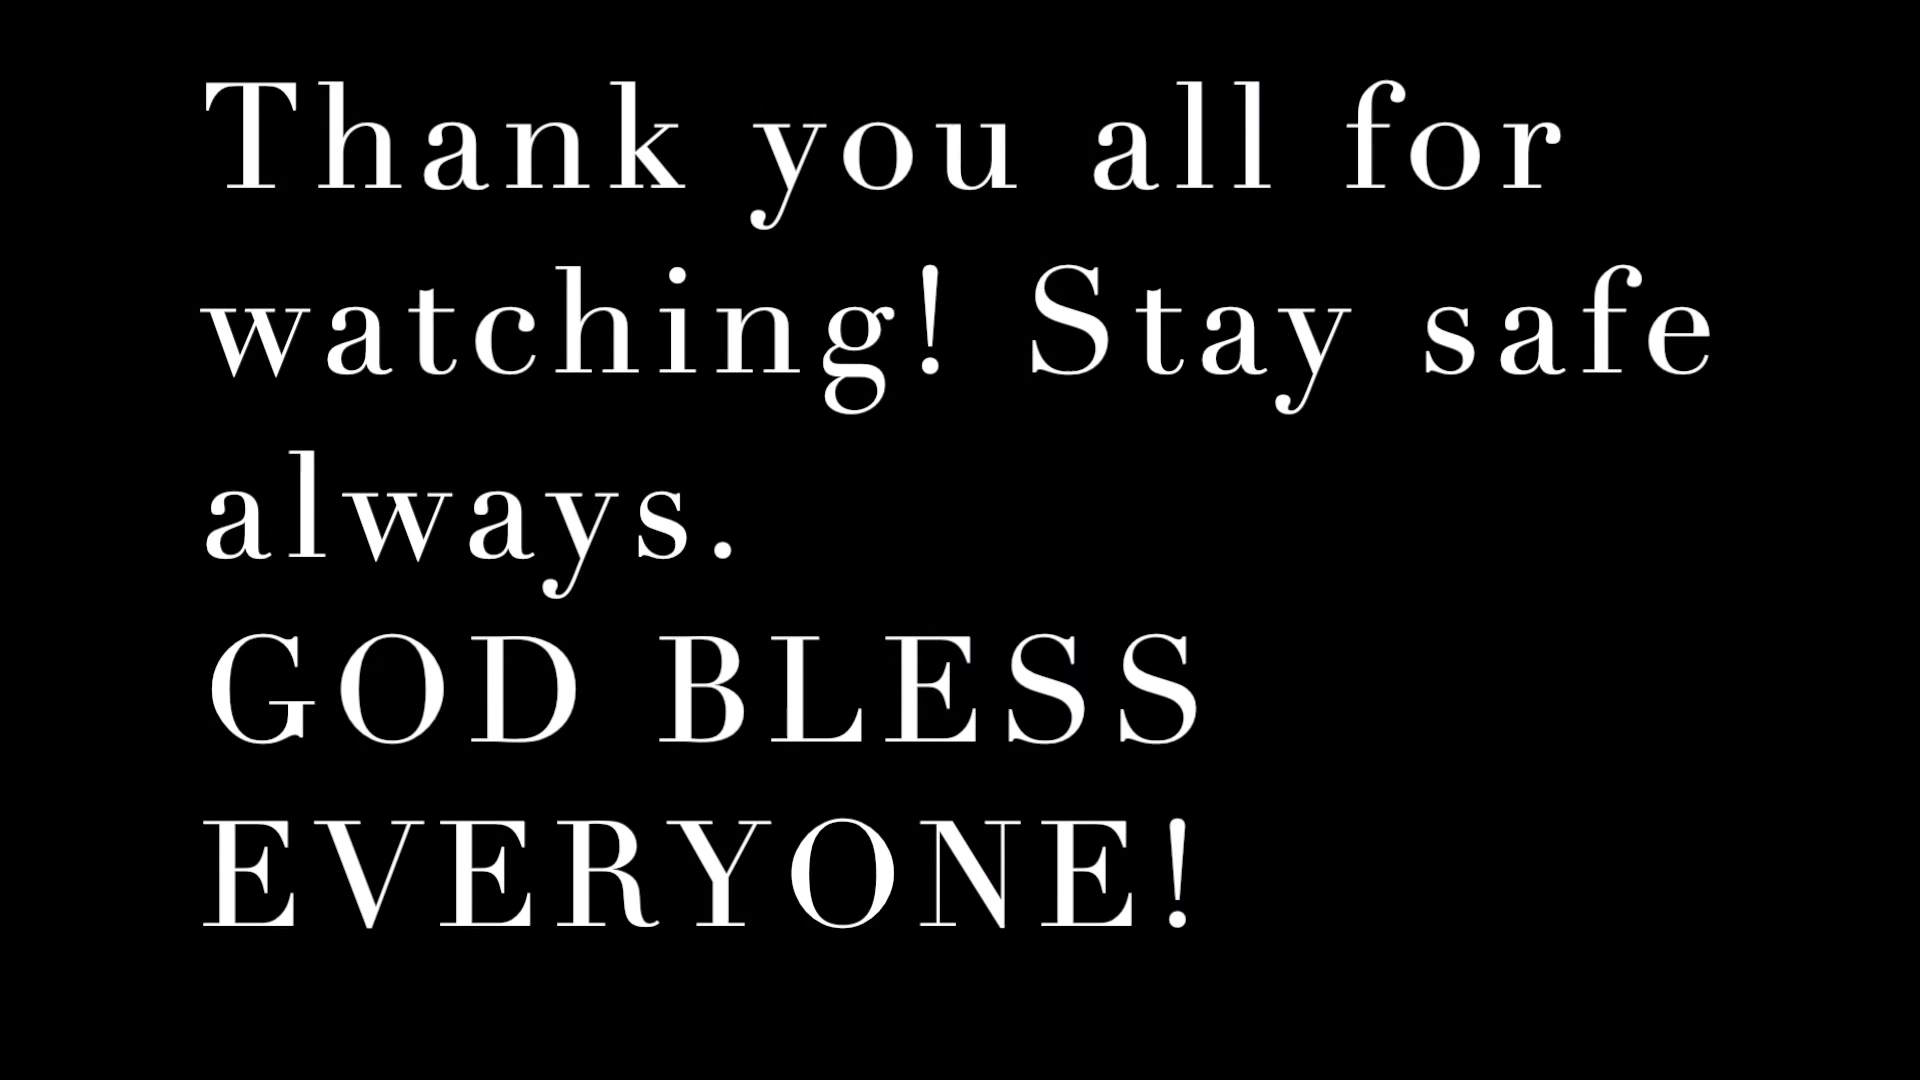 Thank you all for
watching! Stay safe
always.
GOD BLESS
EVERYONE!